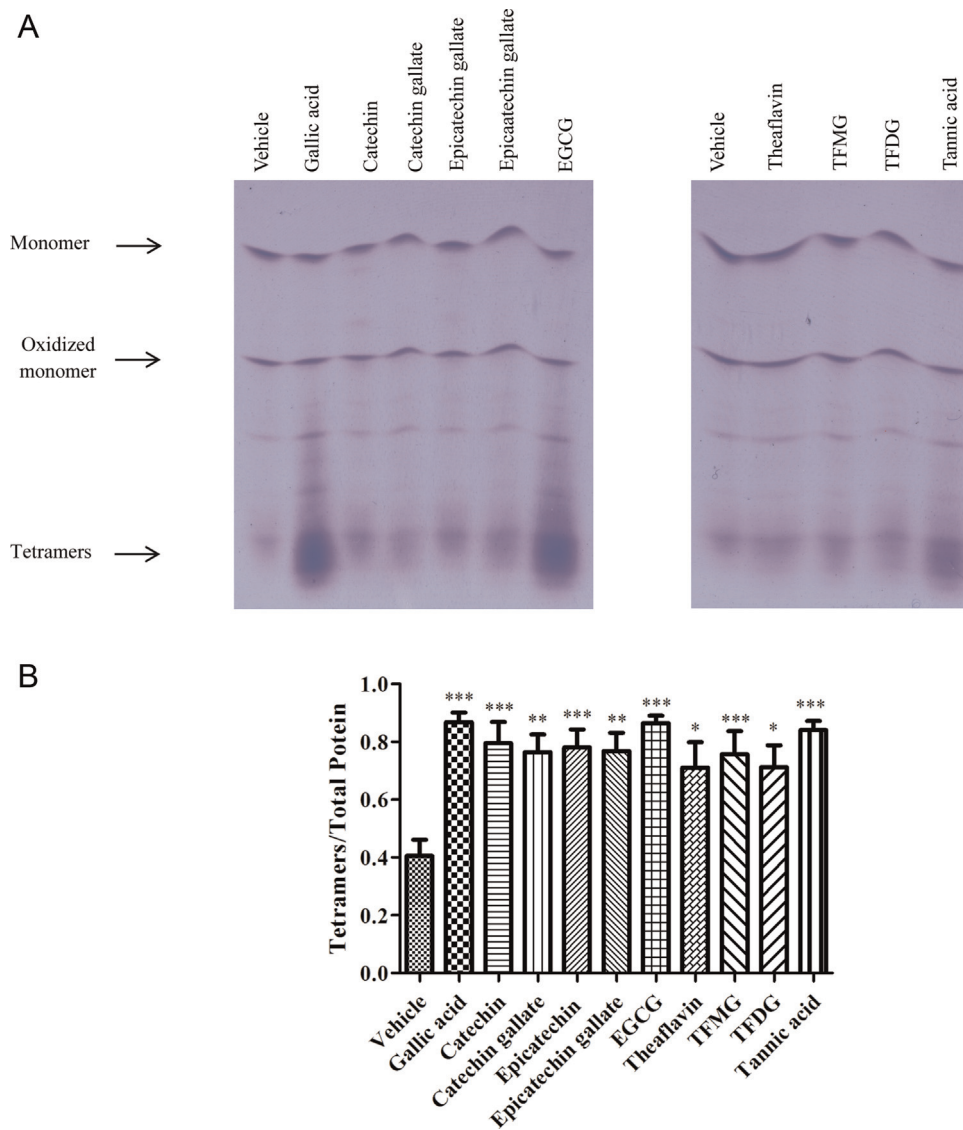 A
Vehicle
Gallic acid
Catechin
Catechin gallate
Epicatechin gallate
Epicaatechin gallate
EGCG
Vehicle
Theaflavin
TFMG
TFDG
Tannic acid
Monomer
Oxidized
monomer
Tetramers
B
Tetramers/Total Potein
1.0
0.8
0.6
0.4
0.2
0.0
***
***
**
***
**
***
*
***
*
***
Vehicle
Gallic acid
Catechin
Catechin gallate
Epicatechin
Epicatechin gallate
EGCG
Theaflavin
TFMG
TFDG
Tannic acid